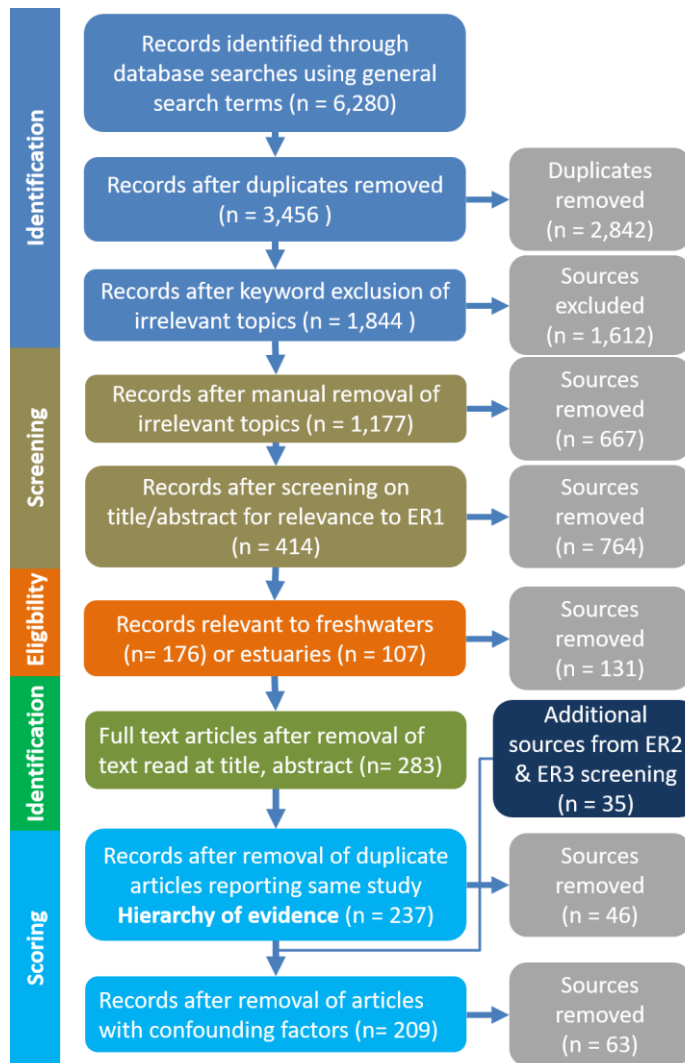 Identification
Records identified through
database searches using general
search terms (n = 6,280)
Records after duplicates removed
(n = 3,456 )
Duplicates
removed
(n = 2,842)
Records after keyword exclusion of
irrelevant topics (n = 1,844 )
Sources
excluded
(n = 1,612)
Screening
Records after manual removal of
irrelevant topics (n = 1,177)
Sources
removed
(n = 667)
Records after screening on
title/abstract for relevance to ER1
(n = 414)
Sources
removed
(n = 764)
Eligibility
Records relevant to freshwaters
(n= 176) or estuaries (n = 107)
Sources
removed
(n = 131)
Identification
Full text articles after removal of
text read at title, abstract (n= 283)
Additional
sources from ER2
& ER3 screening
(n = 35)
Scoring
Records after removal of duplicate
articles reporting same study
Hierarchy of evidence (n = 237)
Sources
removed
(n = 46)
Records after removal of articles
with confounding factors (n= 209)
Sources
removed
(n = 63)